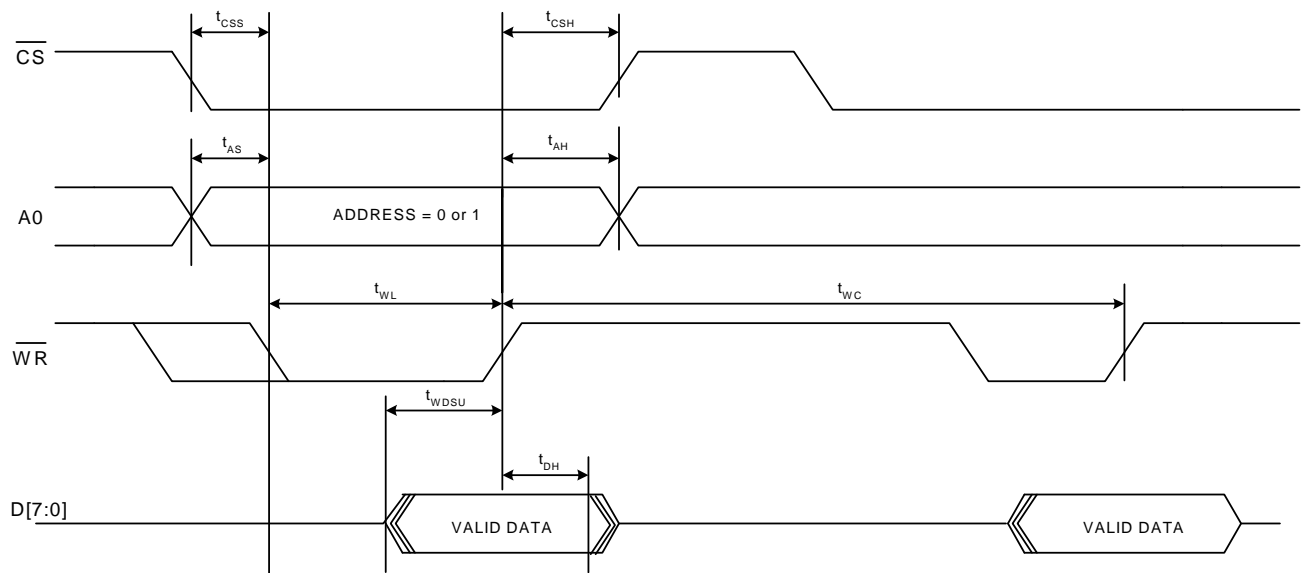 tCSS
tCSH
CS
tAS
tAH
A0
ADDRESS = 0 or 1
tWL
tWC
WR
tWDSU
tDH
D[7:0]
VALID DATA
VALID DATA